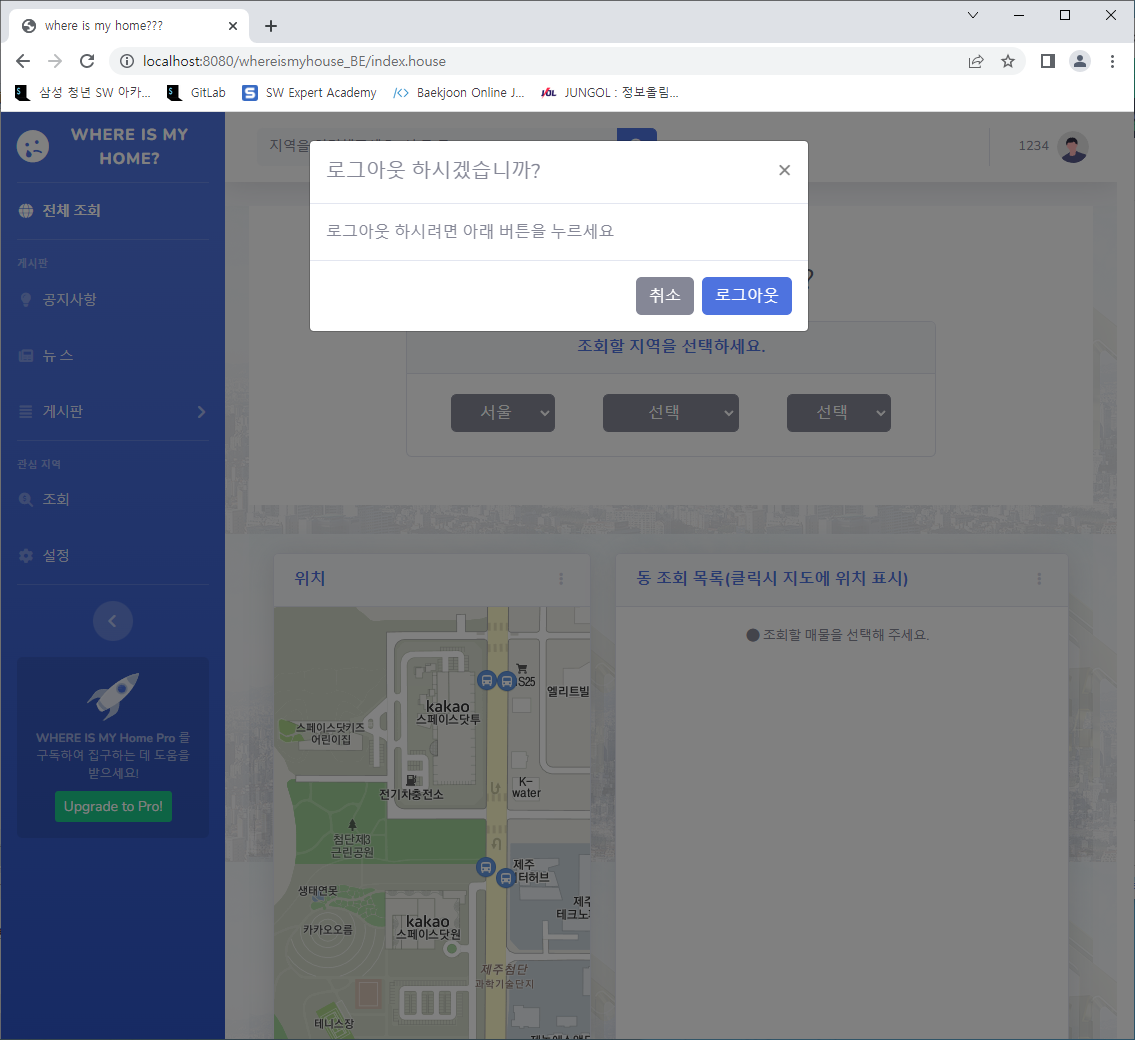 where is my home???
localhost:8080/whereismyhouse_BE/index.house
삼성 청년 SW 아카...
GitLab
S
SW Expert Academy
</>
Baekjoon Online J...
JUNGOL : 정보올림...
WHERE IS MY
HOME?
지역을
1234
로그아웃 하시겠습니까?
×
로그아웃 하시려면 아래 버튼을 누르세요
취소
로그아웃
?
전체 조회
게시판
공지사항
뉴 스
게시판
관심 지역
조회
설정
WHERE IS MY Home Pro 를
구독하여 집구하는 데 도움을
받으세요!
Upgrade to Pro!
조회할 지역을 선택하세요.
서울
선택
선택
위치
동 조회 목록(클릭시 지도에 위치 표시)
조회할 매물을 선택해 주세요.
S25
엘리트빌
kakao
스페이스닷투
스페이스닷키즈
어린이집
K-
water
전기차충전소
첨단제3
근린공원
제주
터허브
생태연못
제주
테크노
kakao
스페이스닷원
카카오오름
제주첨단
과학기술단지
테니스장